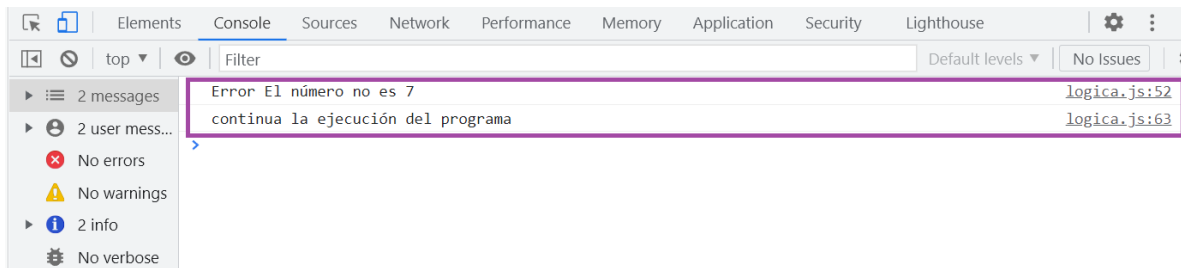 Elements Console Sources Network Performance Memory Application Security Lighthouse
top Filter Default levels No Issues
2 messages
Error El número no es 7 logica.js:52
2 user mess...
continua la ejecución del programa logica.js:63
No errors
No warnings
2 info
No verbose